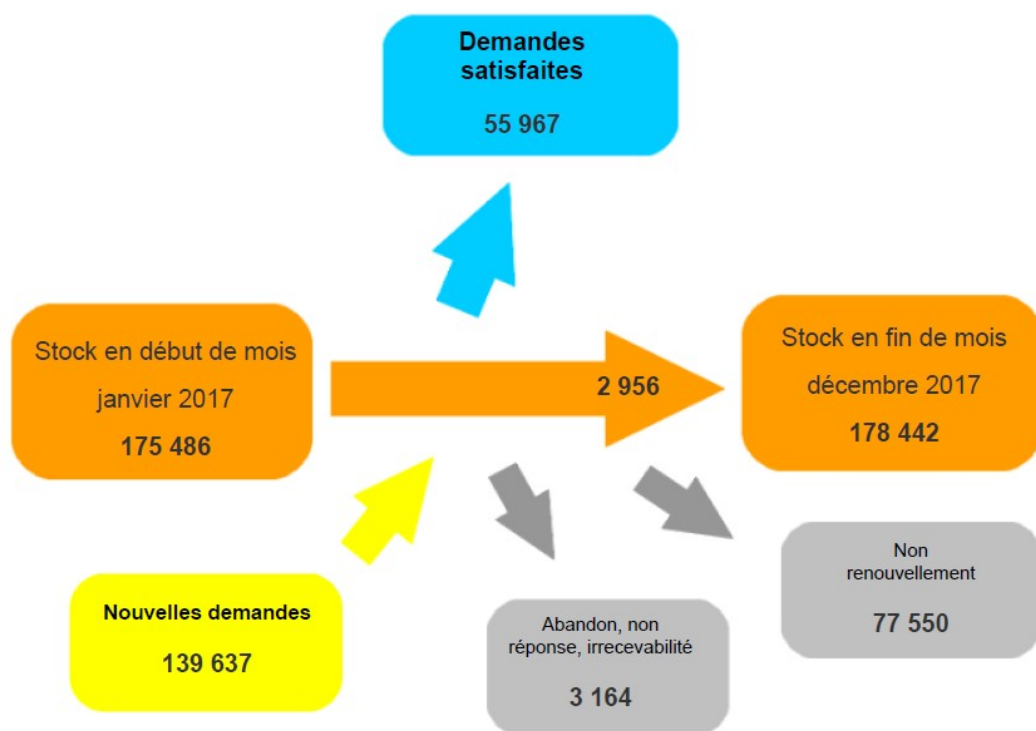 Demandes
satisfaites
55 967
Stock en début de mois
janvier 2017
175 486
2 956
Stock en fin de mois
décembre 2017
178 442
Nouvelles demandes
139 637
Abandon, non
réponse, irrecevabilité
3 164
Non
renouvellement
77 550